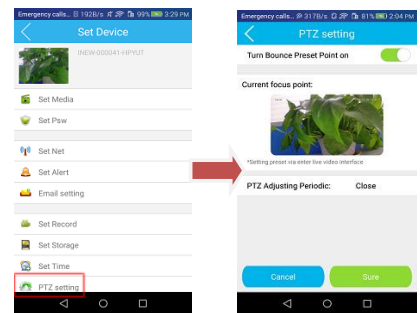 Emergency calls... 192B/s 99% 3:29 PM
Set Device
INEW-000041-HPYUT
Set Media
Set Psw
Set Net
Set Alert
Email setting
Set Record
Set Storage
Set Time
PTZ setting
Emergency calls... 317B/s 81% 2:04 PM
PTZ setting
Turn Bounce Preset Point on
Current focus point:
*Setting preset via enter live video interface
PTZ Adjusting Periodic: Close
Cancel Sure